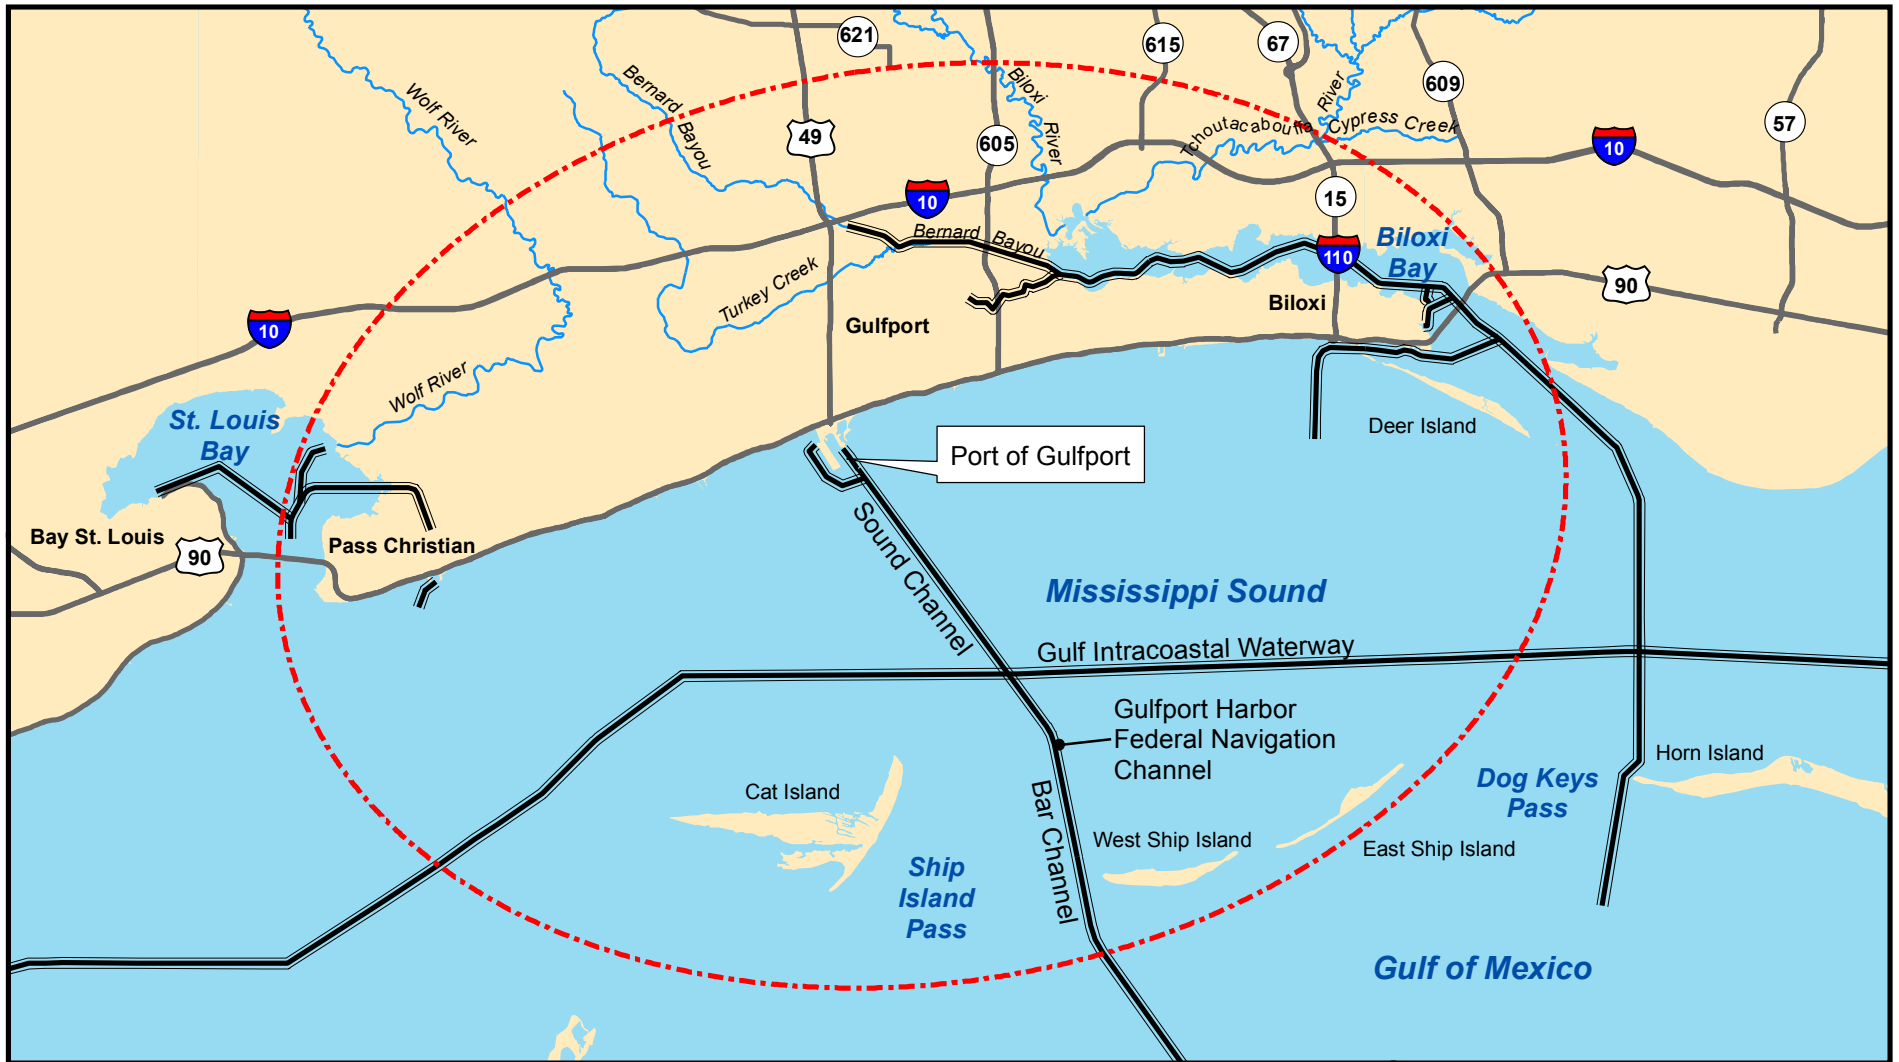 621
615
67
609
57
Bernard
Bayou
Biloxi
River
Wolf River
49
605
River
Tchoutacabouffa
Cypress Creek
10
10
15
Bernard Bayou
Biloxi
Bay
110
90
Turkey Creek
Gulfport
Biloxi
10
Wolf River
St. Louis
Bay
Deer Island
Port of Gulfport
Bay St. Louis
90
Pass Christian
Sound Channel
Mississippi Sound
Gulf Intracoastal Waterway
Gulfport Harbor
Federal Navigation
Channel
Horn Island
Dog Keys
Pass
Cat Island
Bar Channel
West Ship Island
East Ship Island
Ship
Island
Pass
Gulf of Mexico